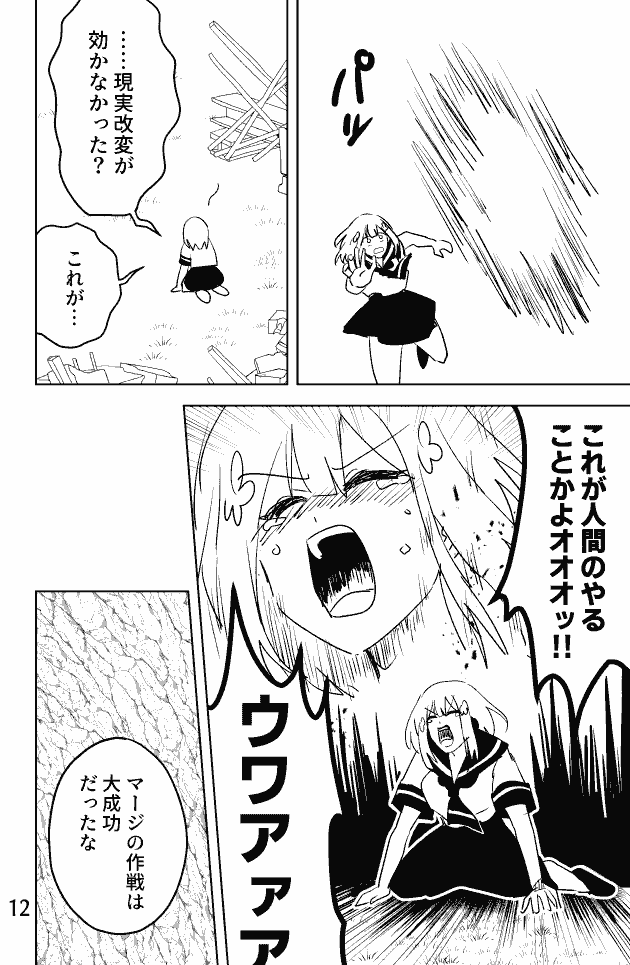 パッ
……現実改変が
効かなかった？
これが…
これが人間のやる
ことかよオオオッ!!
ウワアァア
マージの作戦は
大成功
だったな
12